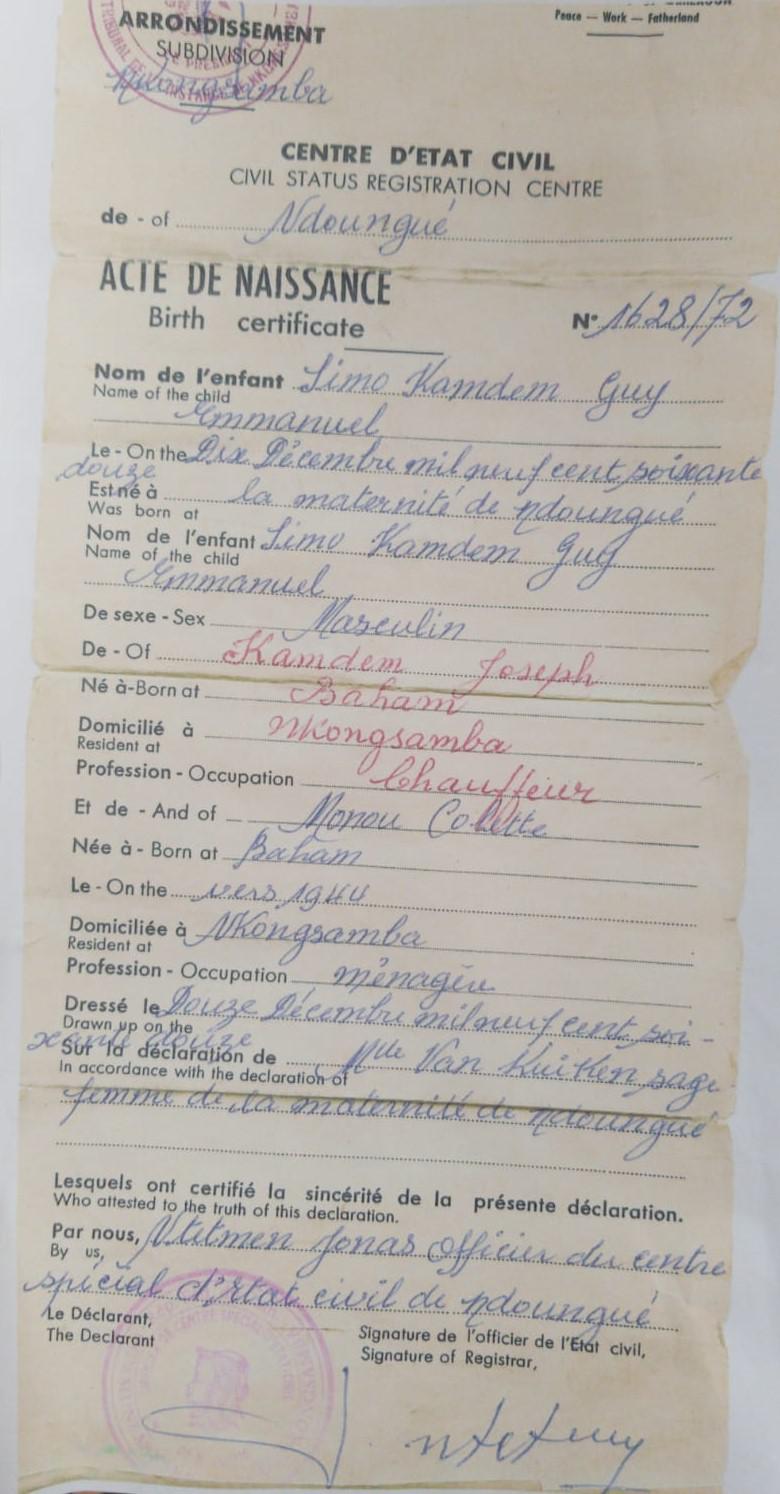 ARRONDISSEMENT
SUBDIVISION
Nkongsamba
Peace — Work — Fatherland
CENTRE D'ETAT CIVIL
CIVIL STATUS REGISTRATION CENTRE
de - of Ndoungué
ACTE DE NAISSANCE
Birth certificate
N° 1628/72
Nom de l'enfant Simo Kamdem Guy
Name of the child
Emmanuel
Le - On the Dix Décembre mil neuf cent soixante
douze
Est né à la maternité de ndoungué
Was born at
Nom de l'enfant Simo Kamdem Guy
Name of the child
Emmanuel
De sexe - Sex Masculin
De - Of Kamdem Joseph
Né à-Born at Baham
Domicilié à Nkongsamba
Resident at
Profession - Occupation Chauffeur
Et de - And of Monou Colette
Née à - Born at Baham
Le - On the vers 1944
Domiciliée à Nkongsamba
Resident at
Profession - Occupation ménagère
Dressé le Douze Décembre mil neuf cent soi-
Drawn up on the
xante douze
Sur la déclaration de Mlle Van Kuiken sage
In accordance with the declaration of
femme de la maternité de ndoungué
Lesquels ont certifié la sincérité de la présente déclaration.
Who attested to the truth of this declaration.
Par nous, Jonas Officier du centre
By us,
spécial d'état civil de ndoungué
Le Déclarant,
The Declarant
Signature de l'officier de l'Etat civil,
Signature of Registrar,